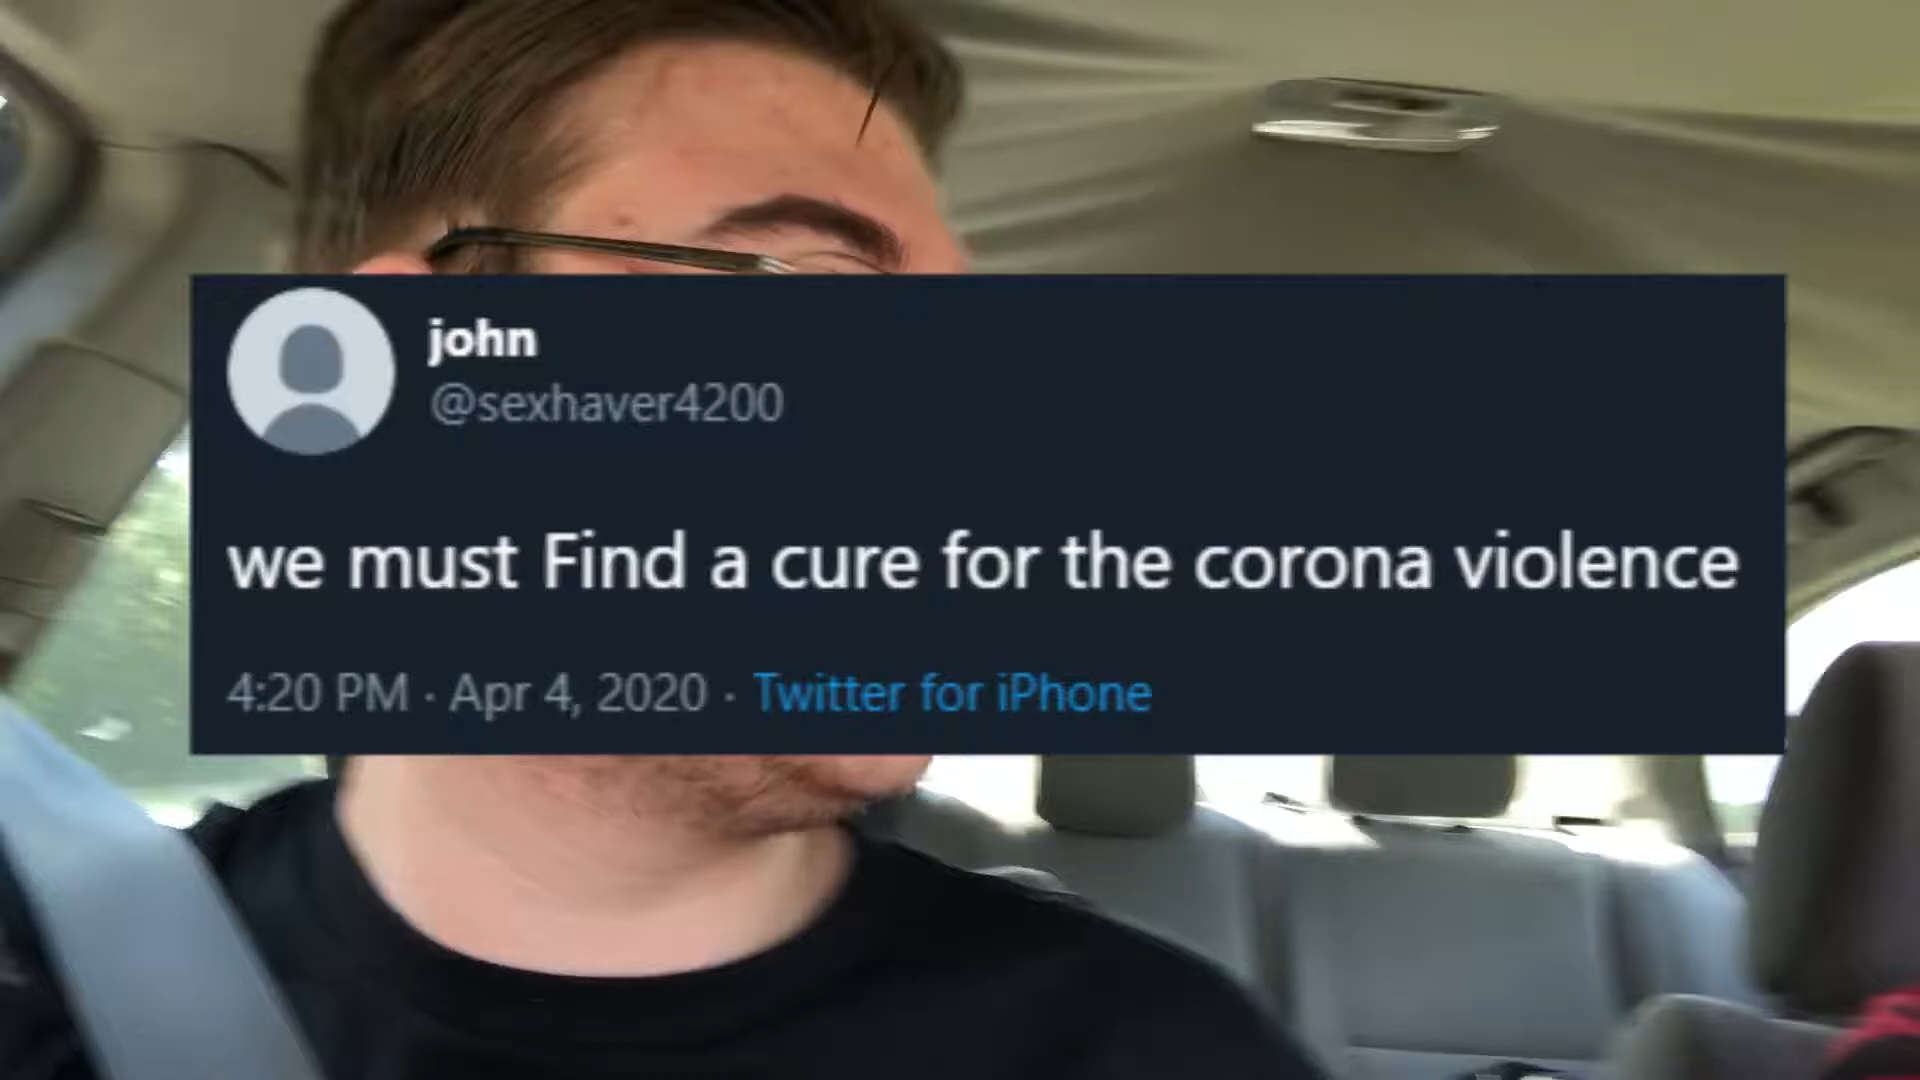 john
@sexhaver4200
we must Find a cure for the corona violence
4:20 PM · Apr 4, 2020 · Twitter for iPhone